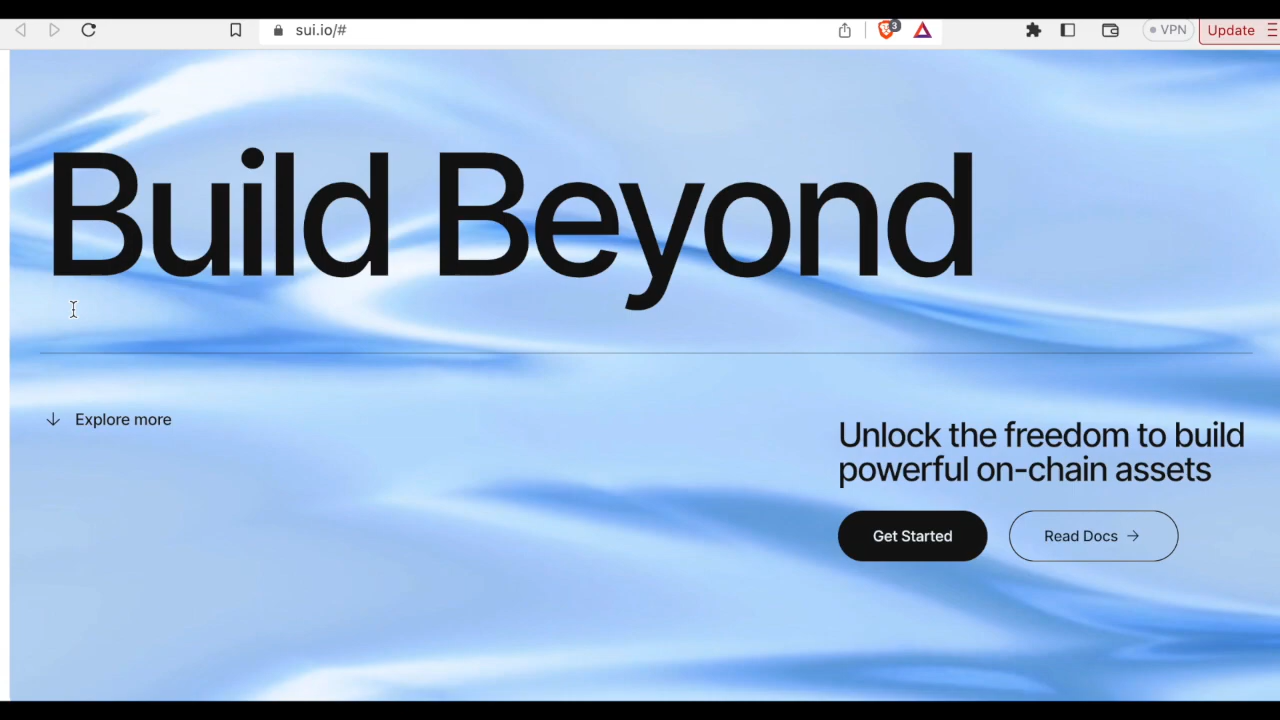 sui.io/#
3
VPN
Update
Build Beyond
Explore more
Unlock the freedom to build
powerful on-chain assets
Get Started
Read Docs →